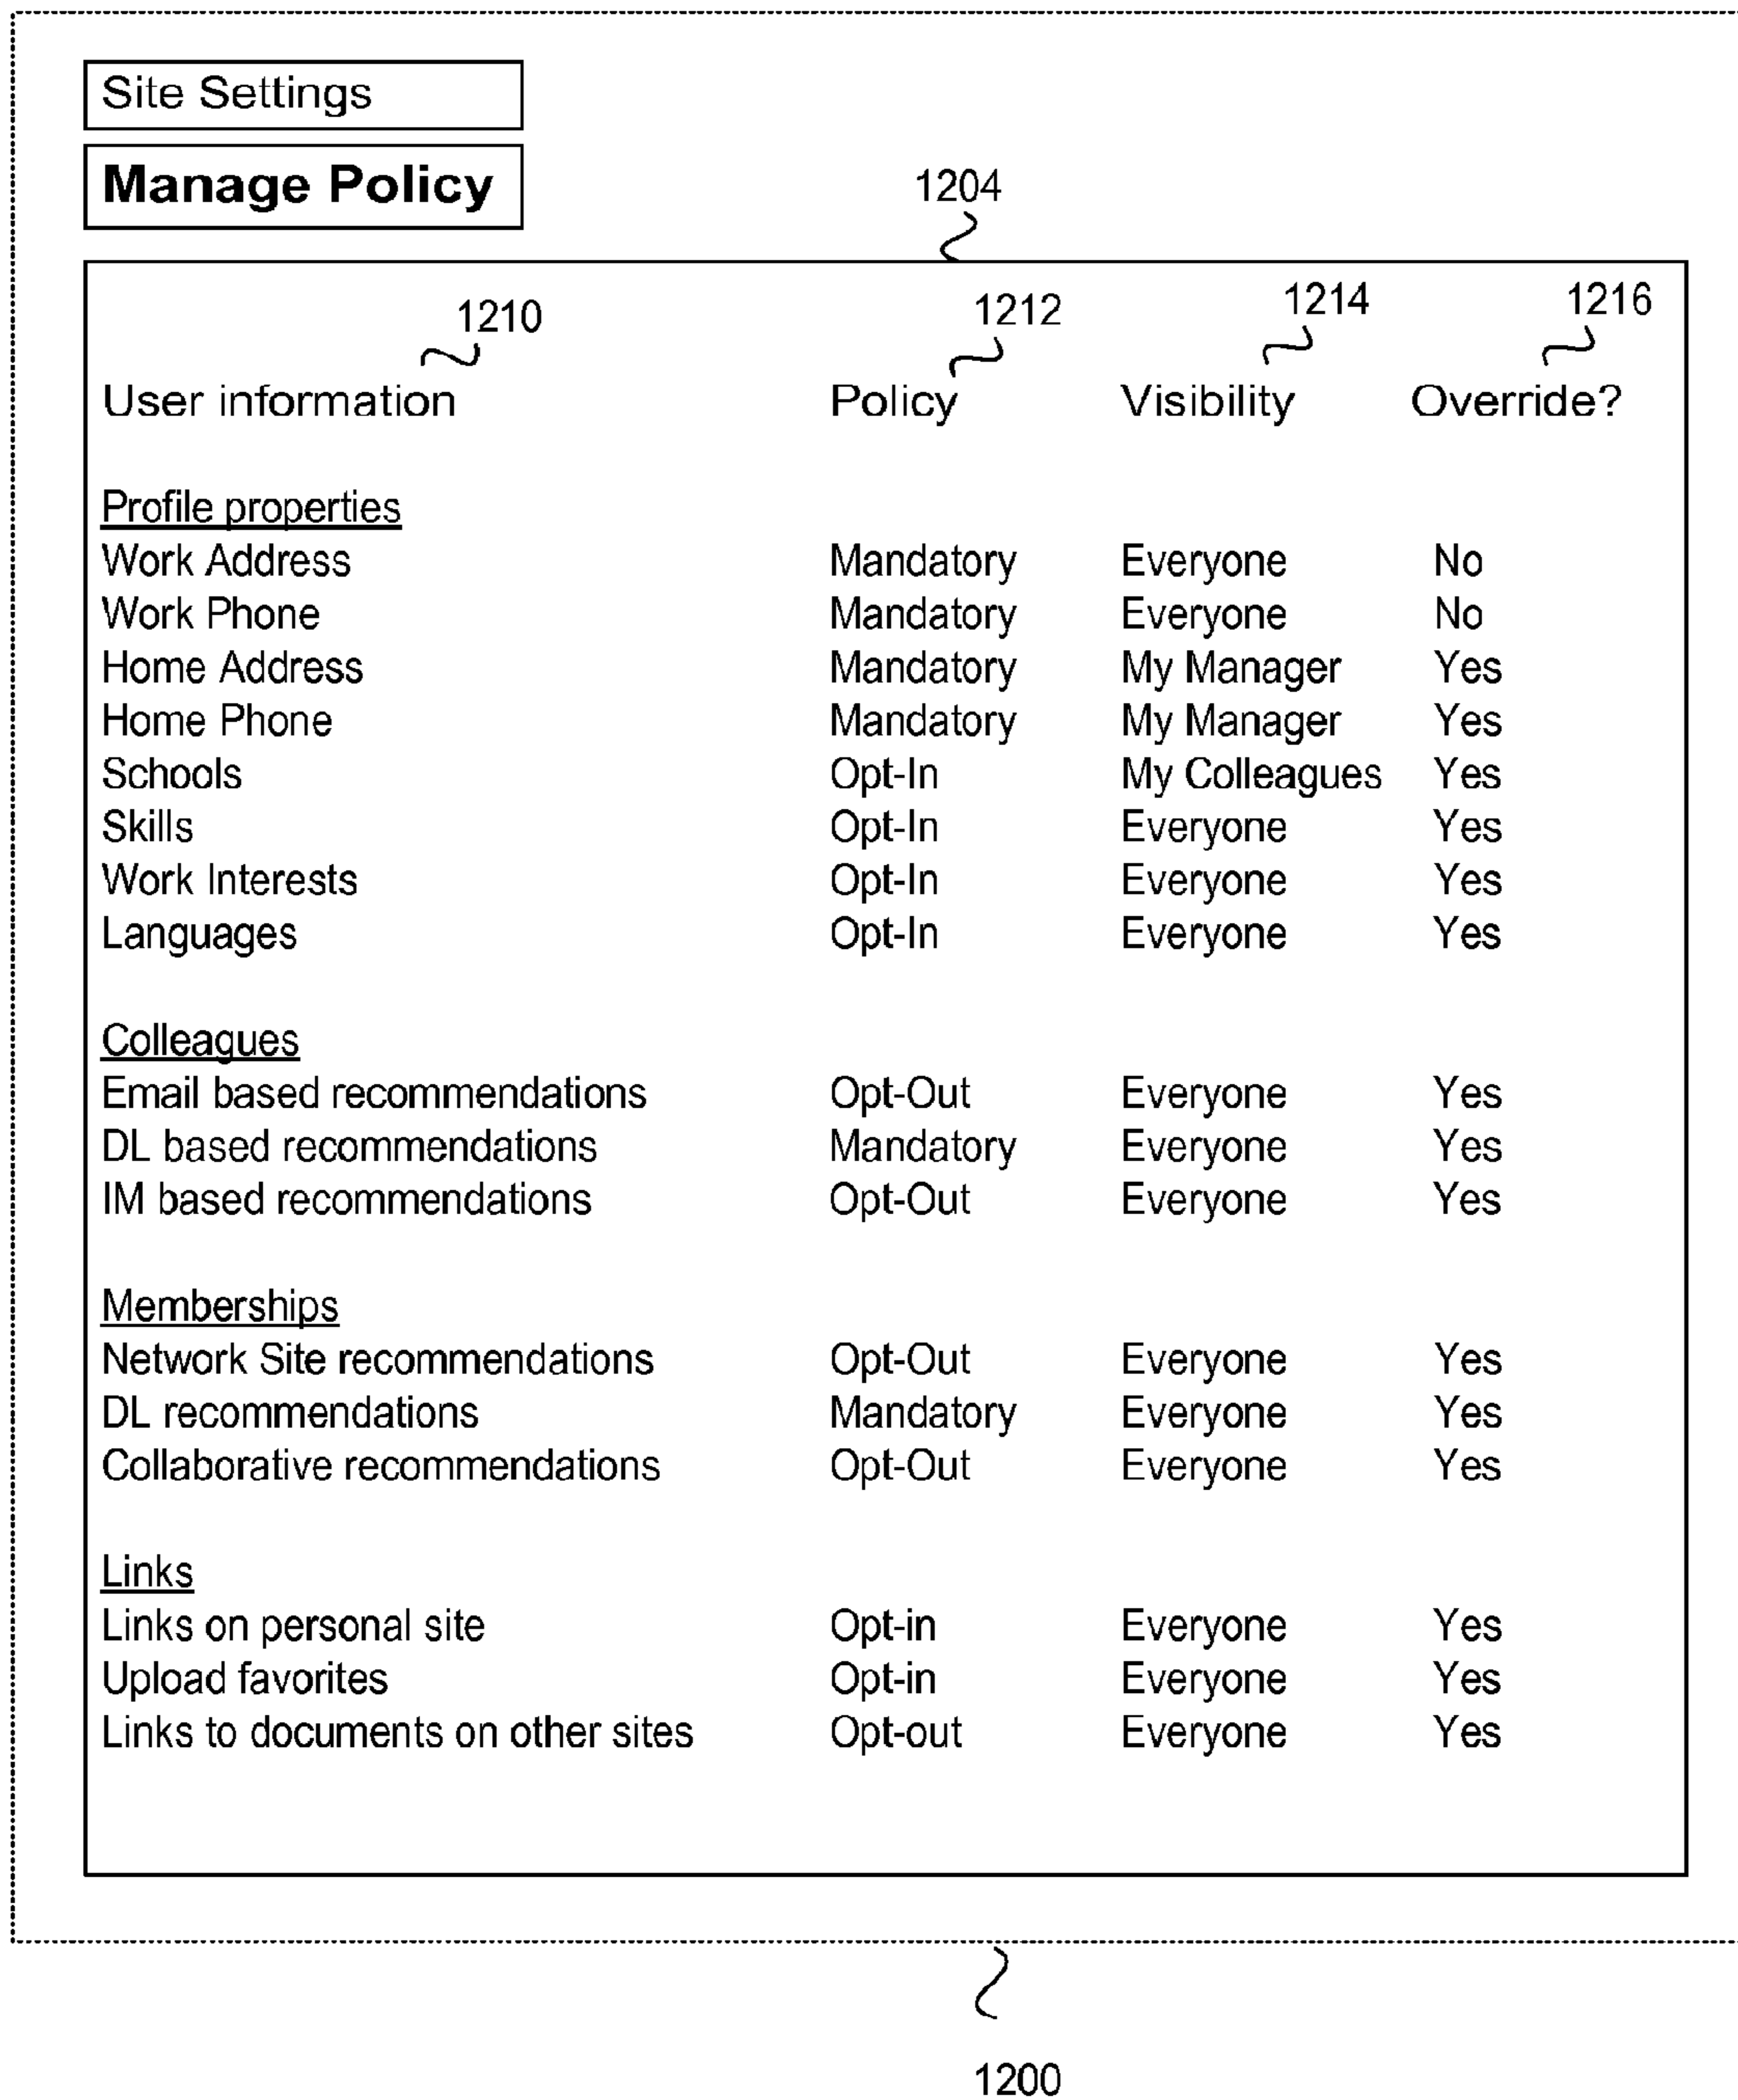 Site Settings
Manage Policy
1204
1210 1212 1214 1216
User information Policy Visibility Override?
Profile properties
Work Address Mandatory Everyone No
Work Phone Mandatory Everyone No
Home Address Mandatory My Manager Yes
Home Phone Mandatory My Manager Yes
Schools Opt-In My Colleagues Yes
Skills Opt-In Everyone Yes
Work Interests Opt-In Everyone Yes
Languages Opt-In Everyone Yes
Colleagues
Email based recommendations Opt-Out Everyone Yes
DL based recommendations Mandatory Everyone Yes
IM based recommendations Opt-Out Everyone Yes
Memberships
Network Site recommendations Opt-Out Everyone Yes
DL recommendations Mandatory Everyone Yes
Collaborative recommendations Opt-Out Everyone Yes
Links
Links on personal site Opt-in Everyone Yes
Upload favorites Opt-in Everyone Yes
Links to documents on other sites Opt-out Everyone Yes
1200